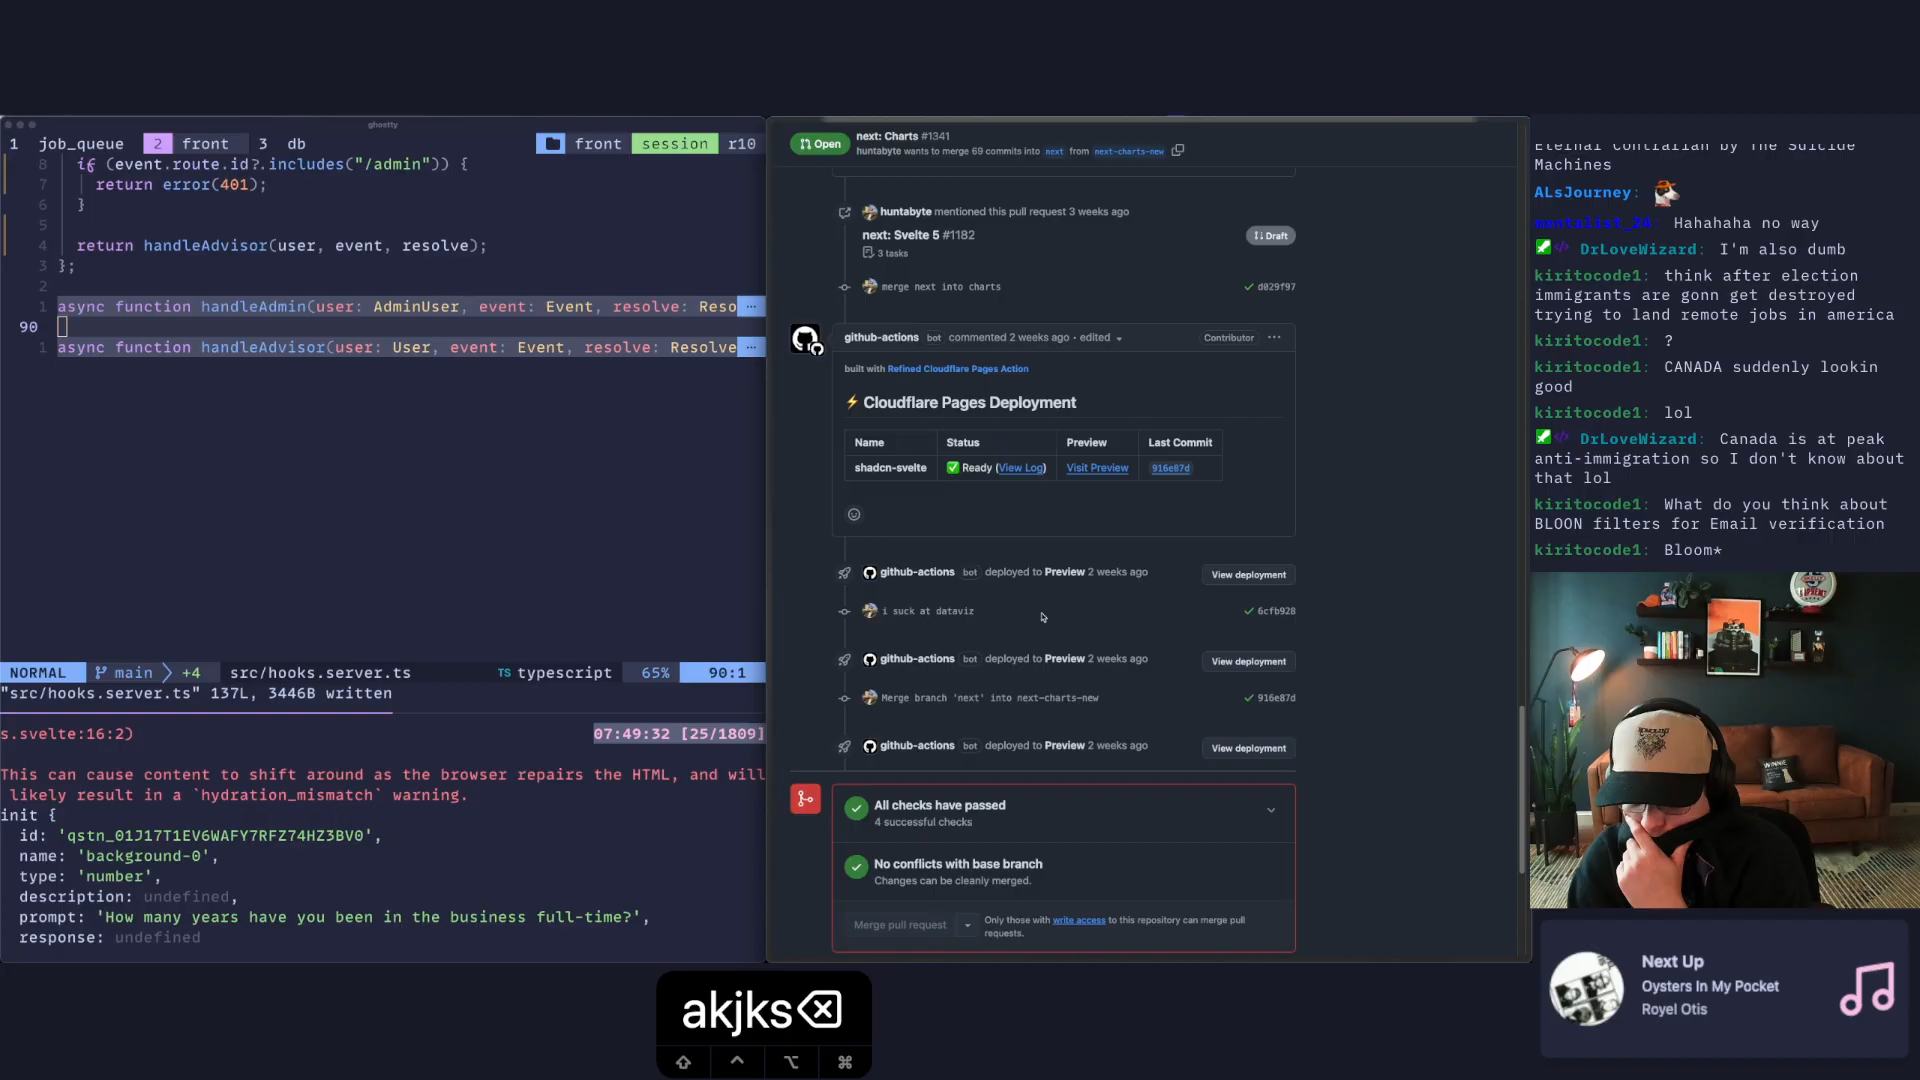 ghostty
1 job_queue 2 front 3 db front session r10
8 if (event.route.id?.includes("/admin")) {
7 return error(401);
6 }
5
4 return handleAdvisor(user, event, resolve);
3 };
2
1 async function handleAdmin(user: AdminUser, event: Event, resolve: Reso ···
90
1 async function handleAdvisor(user: User, event: Event, resolve: Resolve ···
NORMAL main +4 src/hooks.server.ts TS typescript 65% 90:1
"src/hooks.server.ts" 137L, 3446B written
s.svelte:16:2) 07:49:32 [25/1809]
This can cause content to shift around as the browser repairs the HTML, and will
likely result in a `hydration_mismatch` warning.
init {
id: 'qstn_01J17T1EV6WAFY7RFZ74HZ3BV0',
name: 'background-0',
type: 'number',
description: undefined,
prompt: 'How many years have you been in the business full-time?',
response: undefined
Open
next: Charts #1341
huntabyte wants to merge 69 commits into next from next-charts-new
huntabyte mentioned this pull request 3 weeks ago
next: Svelte 5 #1182 Draft
3 tasks
merge next into charts d029f97
github-actions bot commented 2 weeks ago · edited Contributor ···
built with Refined Cloudflare Pages Action
⚡ Cloudflare Pages Deployment
Name Status Preview Last Commit
shadcn-svelte ✅ Ready (View Log) Visit Preview 916e87d
github-actions bot deployed to Preview 2 weeks ago View deployment
i suck at dataviz 6cfb928
github-actions bot deployed to Preview 2 weeks ago View deployment
Merge branch 'next' into next-charts-new 916e87d
github-actions bot deployed to Preview 2 weeks ago View deployment
All checks have passed
4 successful checks
No conflicts with base branch
Changes can be cleanly merged.
Merge pull request
Only those with write access to this repository can merge pull
requests.
Eternal Contrarian by The Suicide
Machines
ALsJourney:
mentalist_24: Hahahaha no way
DrLoveWizard: I'm also dumb
kiritocode1: think after election
immigrants are gonn get destroyed
trying to land remote jobs in america
kiritocode1: ?
kiritocode1: CANADA suddenly lookin
good
kiritocode1: lol
DrLoveWizard: Canada is at peak
anti-immigration so I don't know about
that lol
kiritocode1: What do you think about
BLOON filters for Email verification
kiritocode1: Bloom*
WINNIE
Next Up
Oysters In My Pocket
Royel Otis
akjks